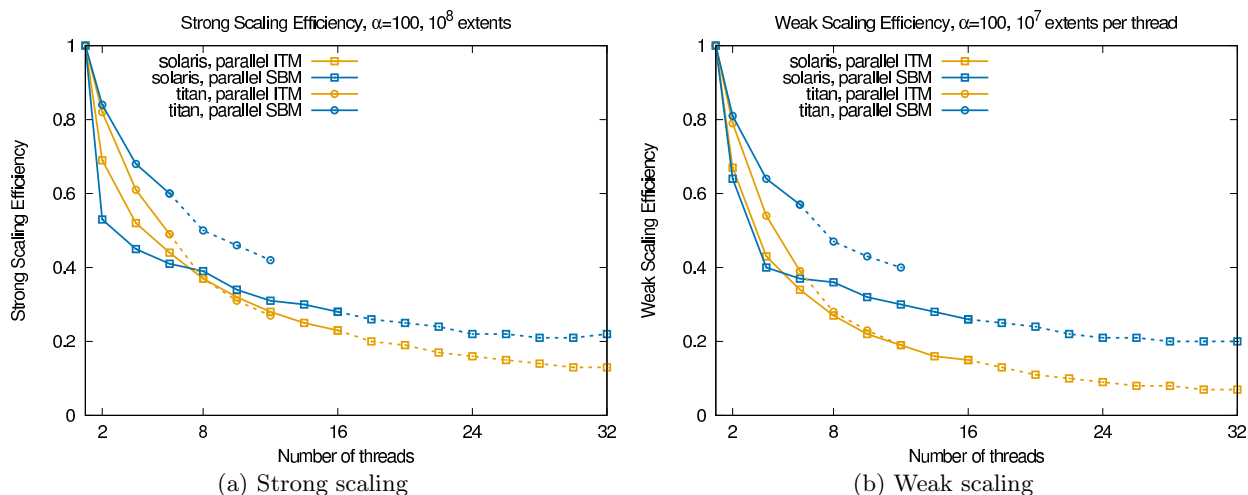 Strong Scaling Efficiency, α=100, 10⁸ extents
1
0.8
0.6
0.4
0.2
0
Strong Scaling Efficiency
solaris, parallel ITM
solaris, parallel SBM
titan, parallel ITM
titan, parallel SBM
2 8 16 24 32
Number of threads
(a) Strong scaling
Weak Scaling Efficiency, α=100, 10⁷ extents per thread
1
0.8
0.6
0.4
0.2
0
Weak Scaling Efficiency
solaris, parallel ITM
solaris, parallel SBM
titan, parallel ITM
titan, parallel SBM
2 8 16 24 32
Number of threads
(b) Weak scaling